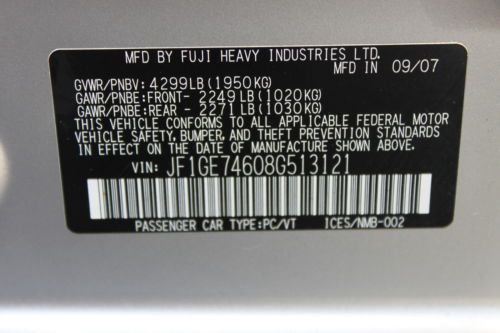 MFD BY FUJI HEAVY INDUSTRIES LTD.
MFD IN 09/07
GVWR/PNBV: 4299LB(1950KG)
GAWR/PNBE:FRONT- 2249LB(1020KG)
GAWR/PNBE:REAR - 2271LB(1030KG)
THIS VEHICLE CONFORMS TO ALL APPLICABLE FEDERAL MOTOR
VEHICLE SAFETY, BUMPER, AND THEFT PREVENTION STANDARDS
IN EFFECT ON THE DATE OF MANUFACTURE SHOWN ABOVE.
VIN: JF1GE74608G513121
PASSENGER CAR TYPE:PC/VT ICES/NMB-002